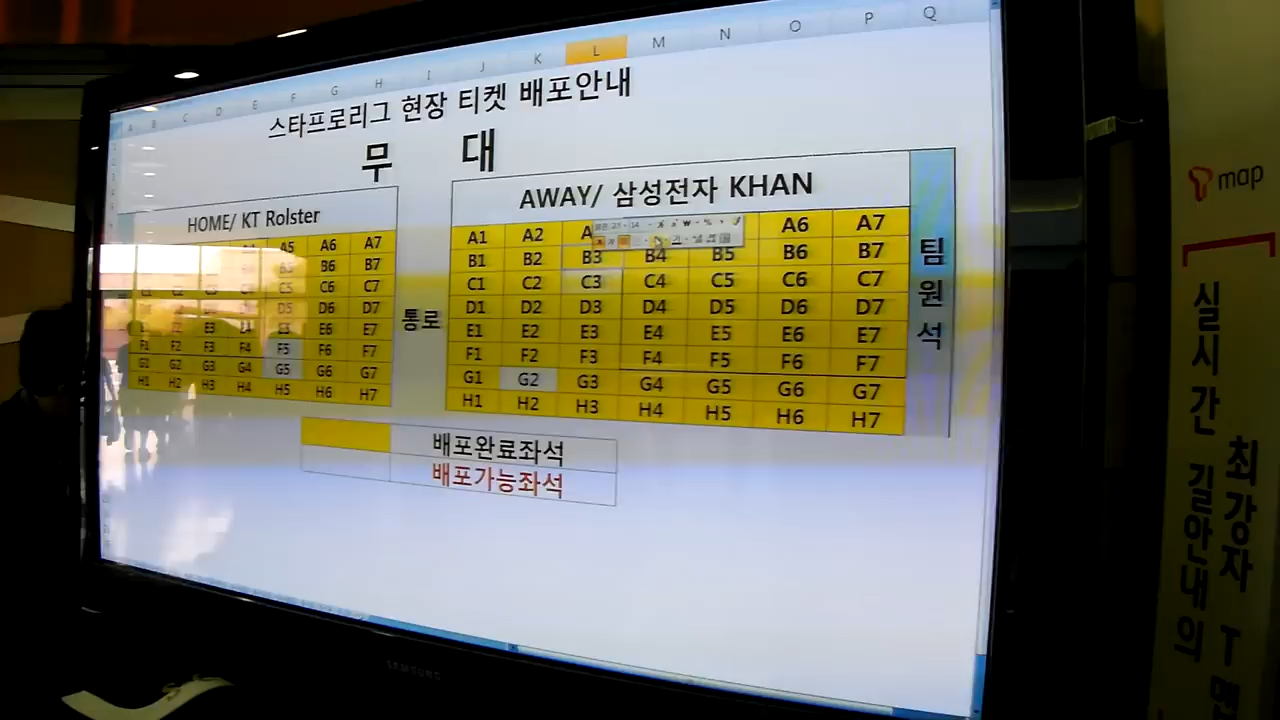 A B C D E F G H I J K L M N O P Q
스타프로리그 현장 티켓 배포안내
무 대
HOME/ KT Rolster
A5 A6 A7
B6 B7
C5 C6 C7
D5 D6 D7
E3 E4 E5 E6 E7
F1 F2 F3 F4 F5 F6 F7
G1 G2 G3 G4 G5 G6 G7
H1 H2 H3 H4 H5 H6 H7
통로
AWAY/ 삼성전자 KHAN
A1 A2 A6 A7
B1 B2 B3 B4 B5 B6 B7
C1 C2 C3 C4 C5 C6 C7
D1 D2 D3 D4 D5 D6 D7
E1 E2 E3 E4 E5 E6 E7
F1 F2 F3 F4 F5 F6 F7
G1 G2 G3 G4 G5 G6 G7
H1 H2 H3 H4 H5 H6 H7
팀원석
배포완료좌석
배포가능좌석
SAMSUNG
T map
실시간 길안내의
최강자 T